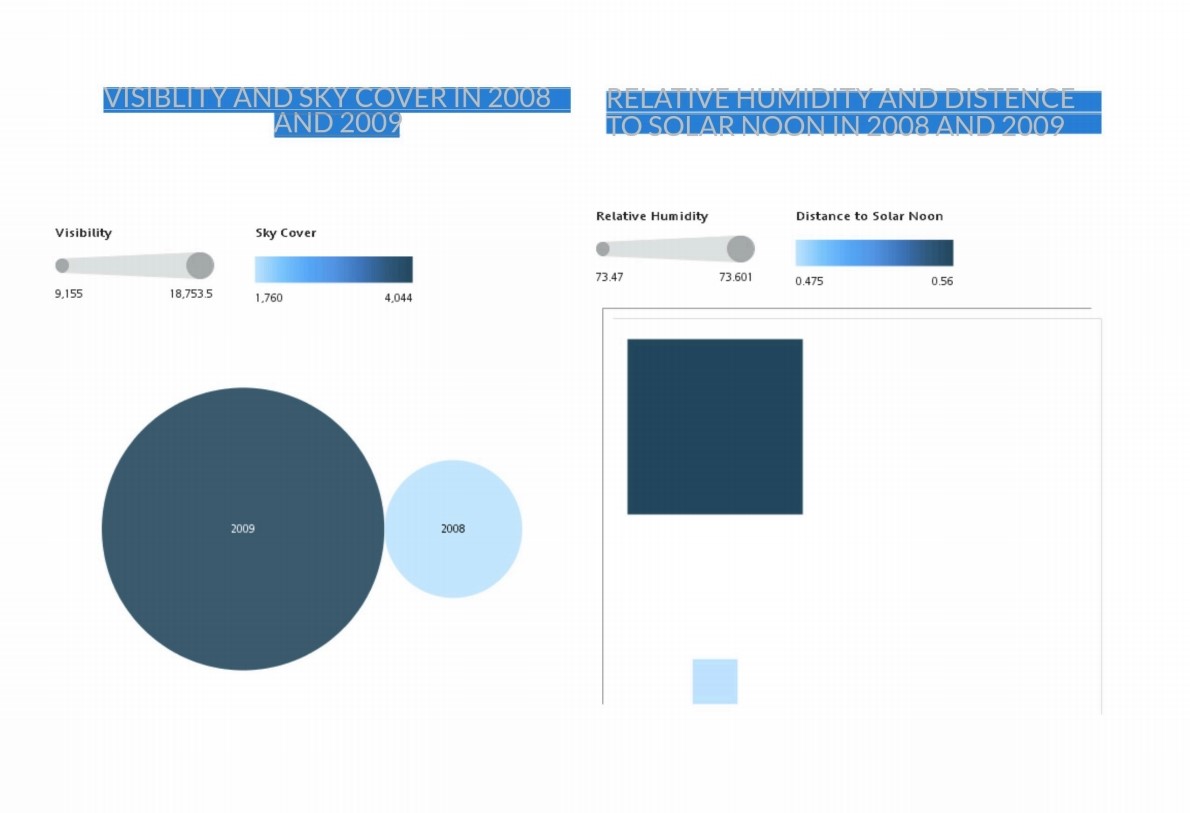 VISIBLITY AND SKY COVER IN 2008
AND 2009
RELATIVE HUMIDITY AND DISTENCE
TO SOLAR NOON IN 2008 AND 2009
Visibility
9,155 18,753.5
Sky Cover
1,760 4,044
Relative Humidity
73.47 73.601
Distance to Solar Noon
0.475 0.56
2009
2008